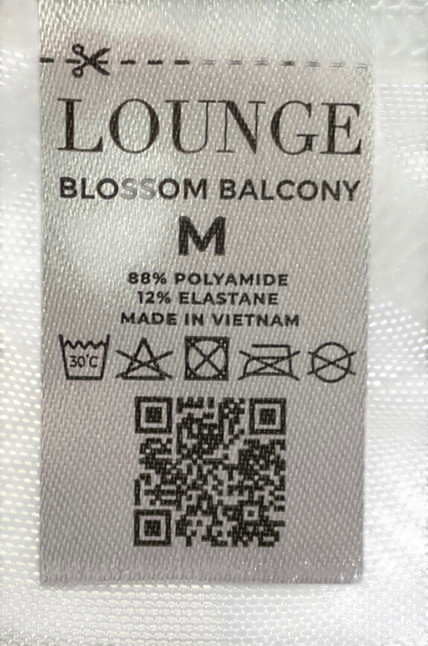 LOUNGE
BLOSSOM BALCONY
M
88% POLYAMIDE
12% ELASTANE
MADE IN VIETNAM
30°C